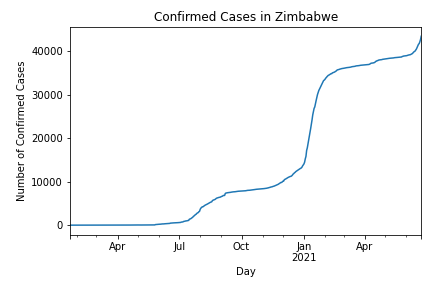 Confirmed Cases in Zimbabwe
Number of Confirmed Cases
40000
30000
20000
10000
0
Apr Jul Oct Jan Apr
2021
Day